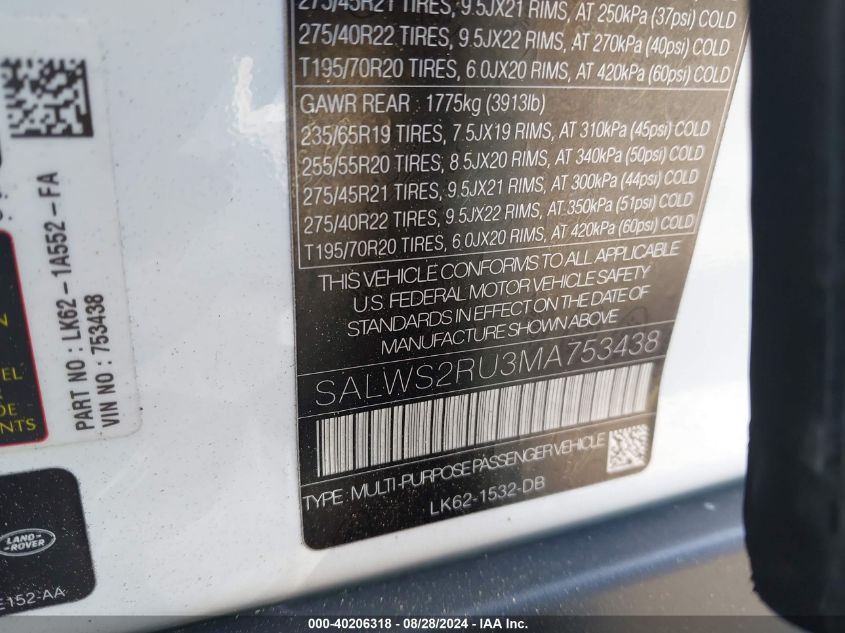 275/45R21 TIRES, 9.5JX21 RIMS, AT 250kPa (37psi) COLD
275/40R22 TIRES, 9.5JX22 RIMS, AT 270kPa (40psi) COLD
T195/70R20 TIRES, 6.0JX20 RIMS, AT 420kPa (60psi) COLD
GAWR REAR : 1775kg (3913lb)
235/65R19 TIRES, 7.5JX19 RIMS, AT 310kPa (45psi) COLD
255/55R20 TIRES, 8.5JX20 RIMS, AT 340kPa (50psi) COLD
275/45R21 TIRES, 9.5JX21 RIMS, AT 300kPa (44psi) COLD
275/40R22 TIRES, 9.5JX22 RIMS, AT 350kPa (51psi) COLD
T195/70R20 TIRES, 6.0JX20 RIMS, AT 420kPa (60psi) COLD
THIS VEHICLE CONFORMS TO ALL APPLICABLE
U.S. FEDERAL MOTOR VEHICLE SAFETY
STANDARDS IN EFFECT ON THE DATE OF
MANUFACTURE SHOWN ABOVE
SALWS2RU3MA753438
TYPE: MULTI-PURPOSE PASSENGER VEHICLE
LK62-1532-DB
PART NO : LK62-1A552-FA
VIN NO : 753438
EL
DE
ENTS
LAND-
ROVER
E152-AA
000-40206318 - 08/28/2024 - IAA Inc.